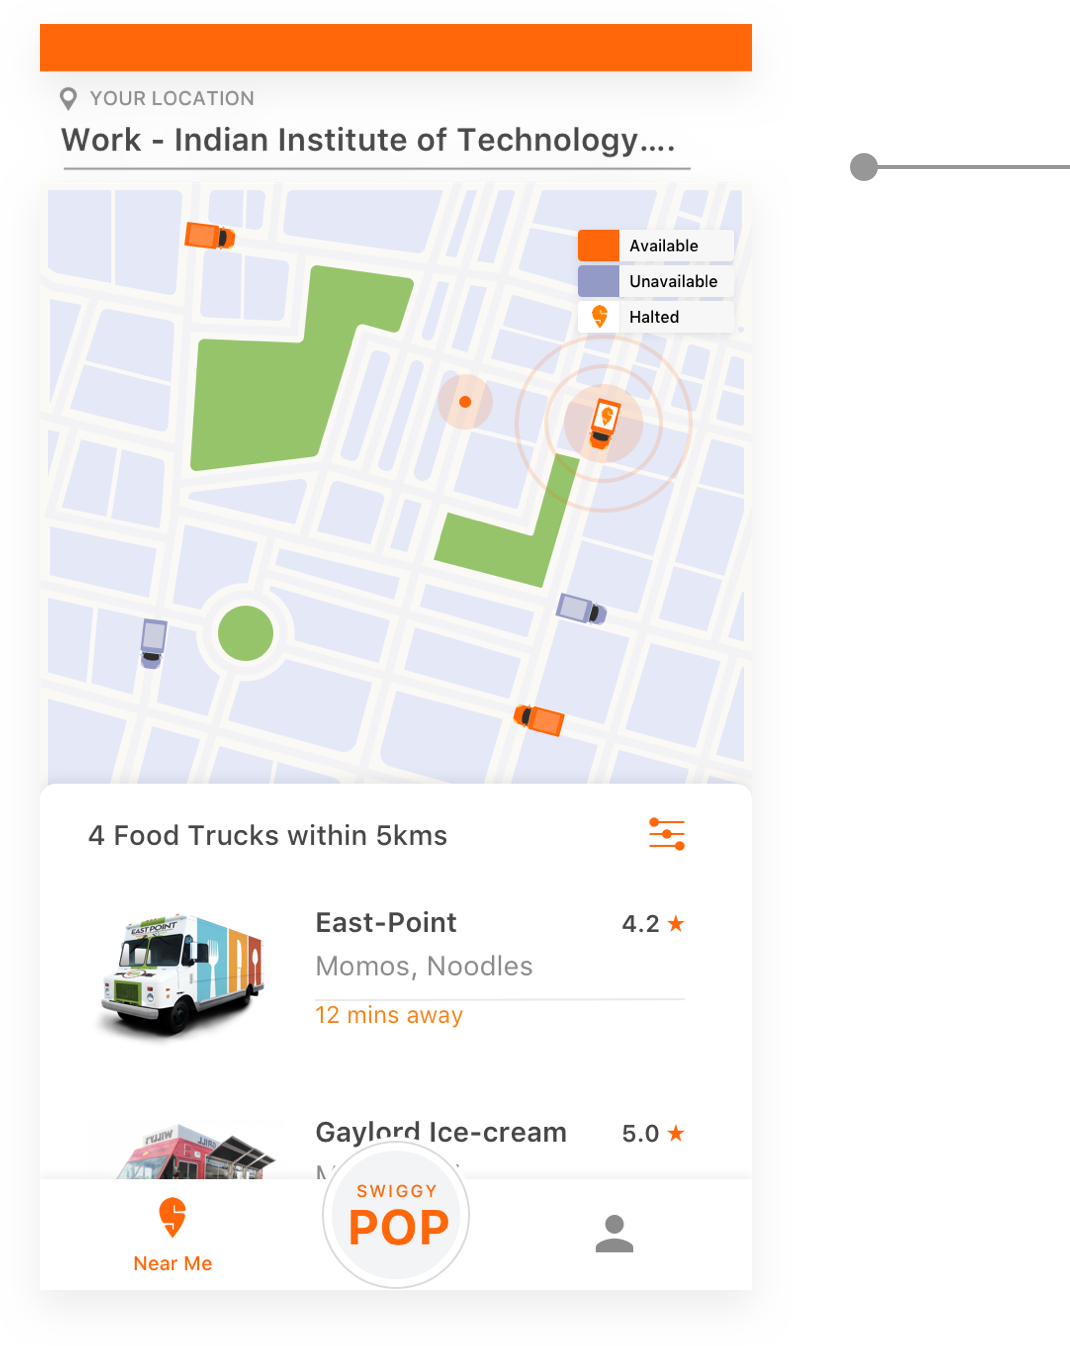 YOUR LOCATION
Work - Indian Institute of Technology....
Available
Unavailable
Halted
4 Food Trucks within 5kms
EAST POINT
East-Point
4.2 ★
Momos, Noodles
12 mins away
Gaylord Ice-cream
5.0 ★
SWIGGY
POP
Near Me